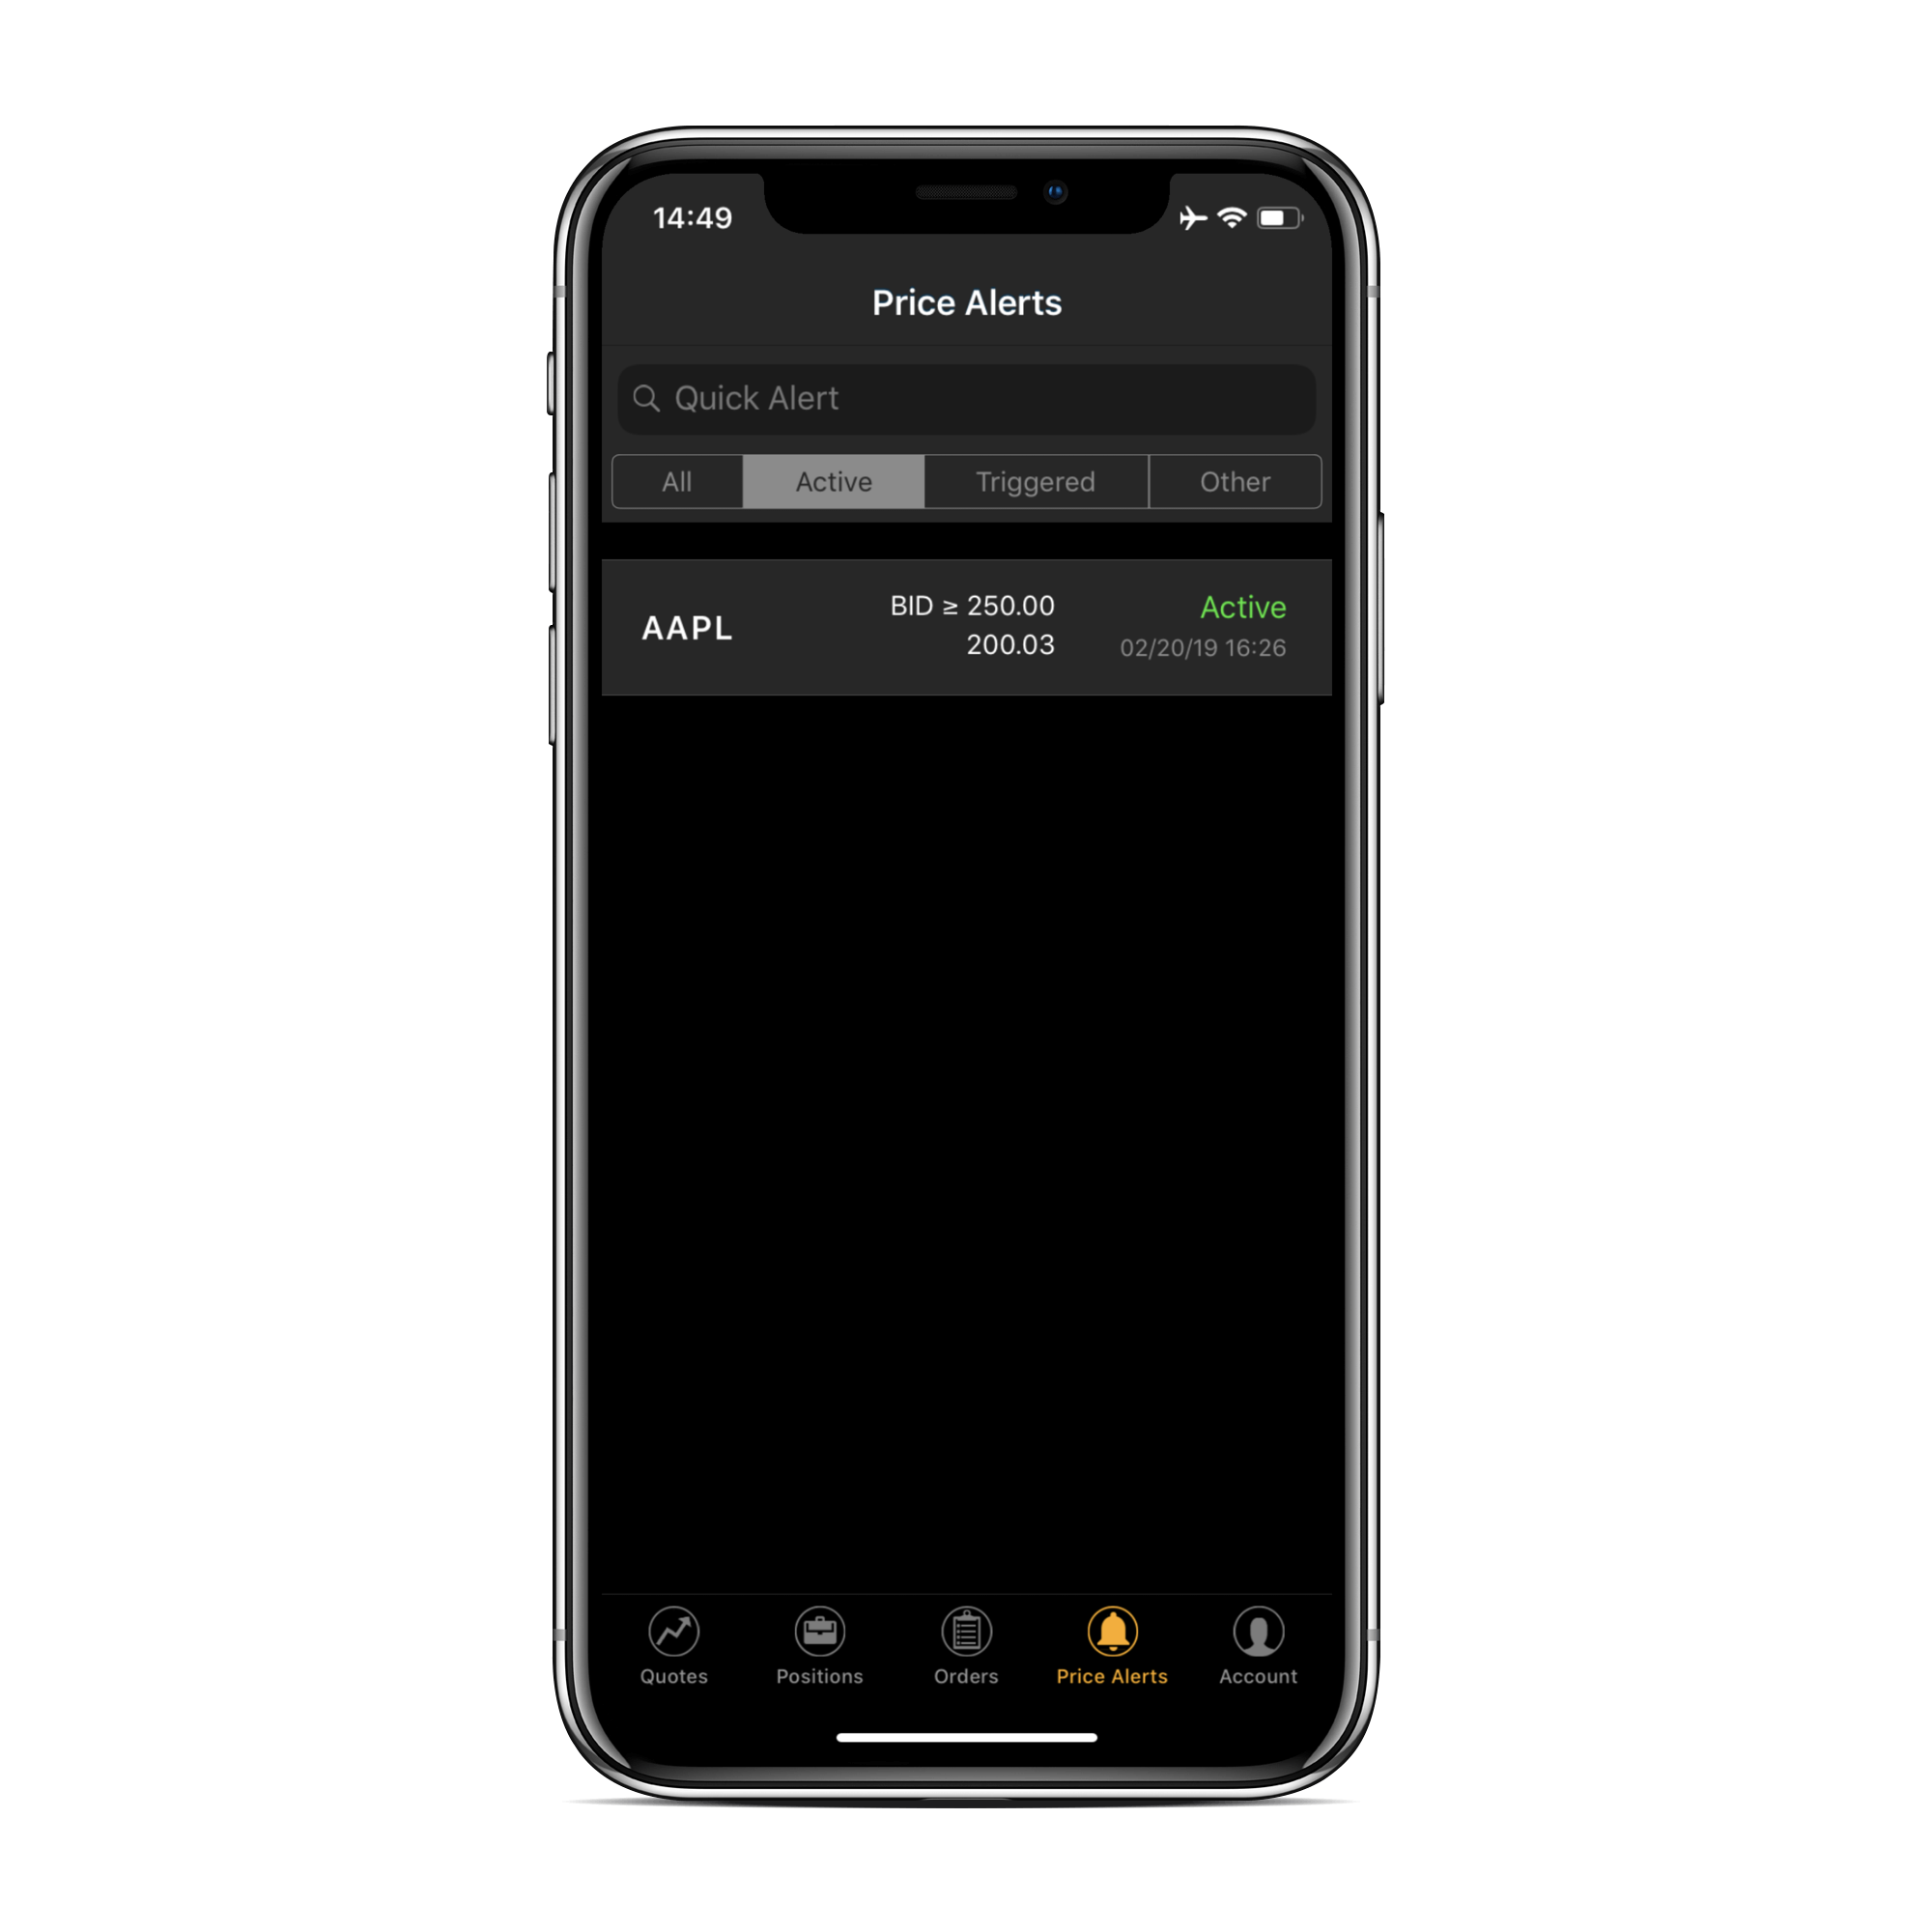 14:49
Price Alerts
Quick Alert
All Active Triggered Other
AAPL BID ≥ 250.00 Active
200.03 02/20/19 16:26
Quotes Positions Orders Price Alerts Account